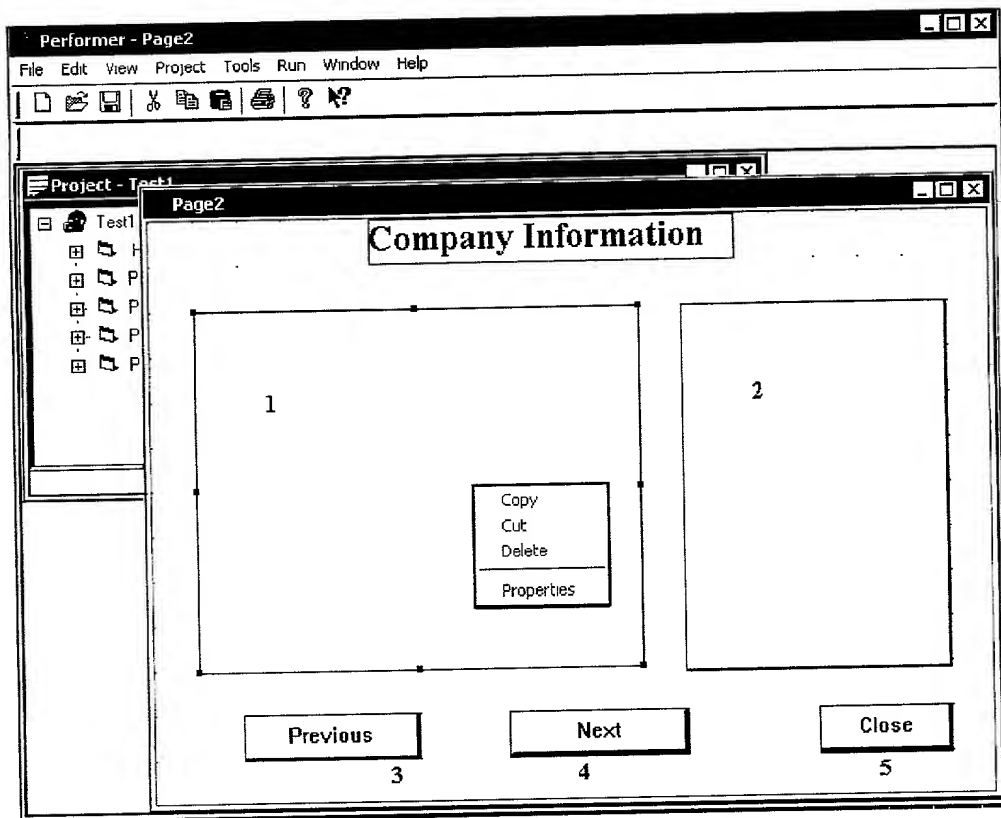 Performer - Page2
File Edit View Project Tools Run Window Help
Project - Test1
Test1
H
P
P
P
P
Page2
Company Information
1
2
Copy
Cut
Delete
Properties
Previous
Next
Close
3
4
5